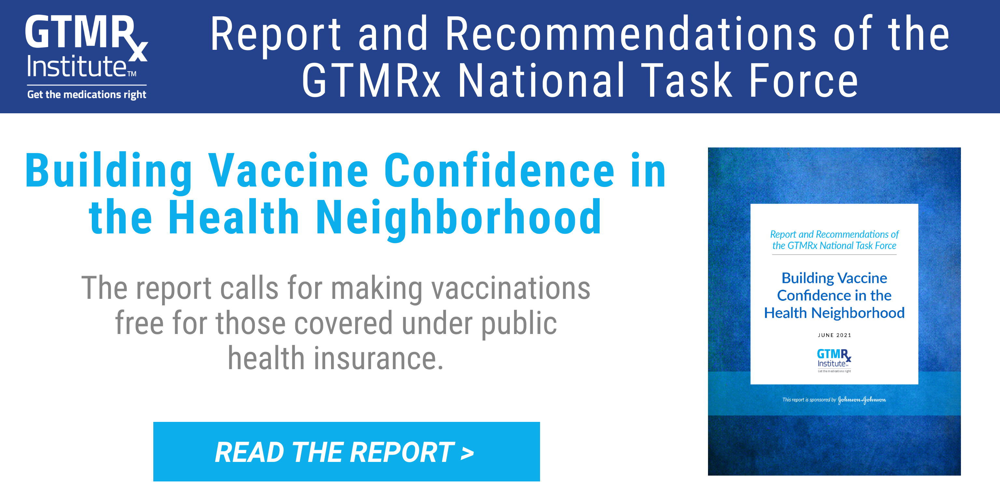 GTMRx
Institute™
Get the medications right
Report and Recommendations of the
GTMRx National Task Force
Building Vaccine Confidence in
the Health Neighborhood
The report calls for making vaccinations
free for those covered under public
health insurance.
READ THE REPORT >
Report and Recommendations of
the GTMRx National Task Force
Building Vaccine
Confidence in the
Health Neighborhood
JUNE 2021
GTMRx
Institute™
Get the medications right
This report is sponsored by Johnson & Johnson